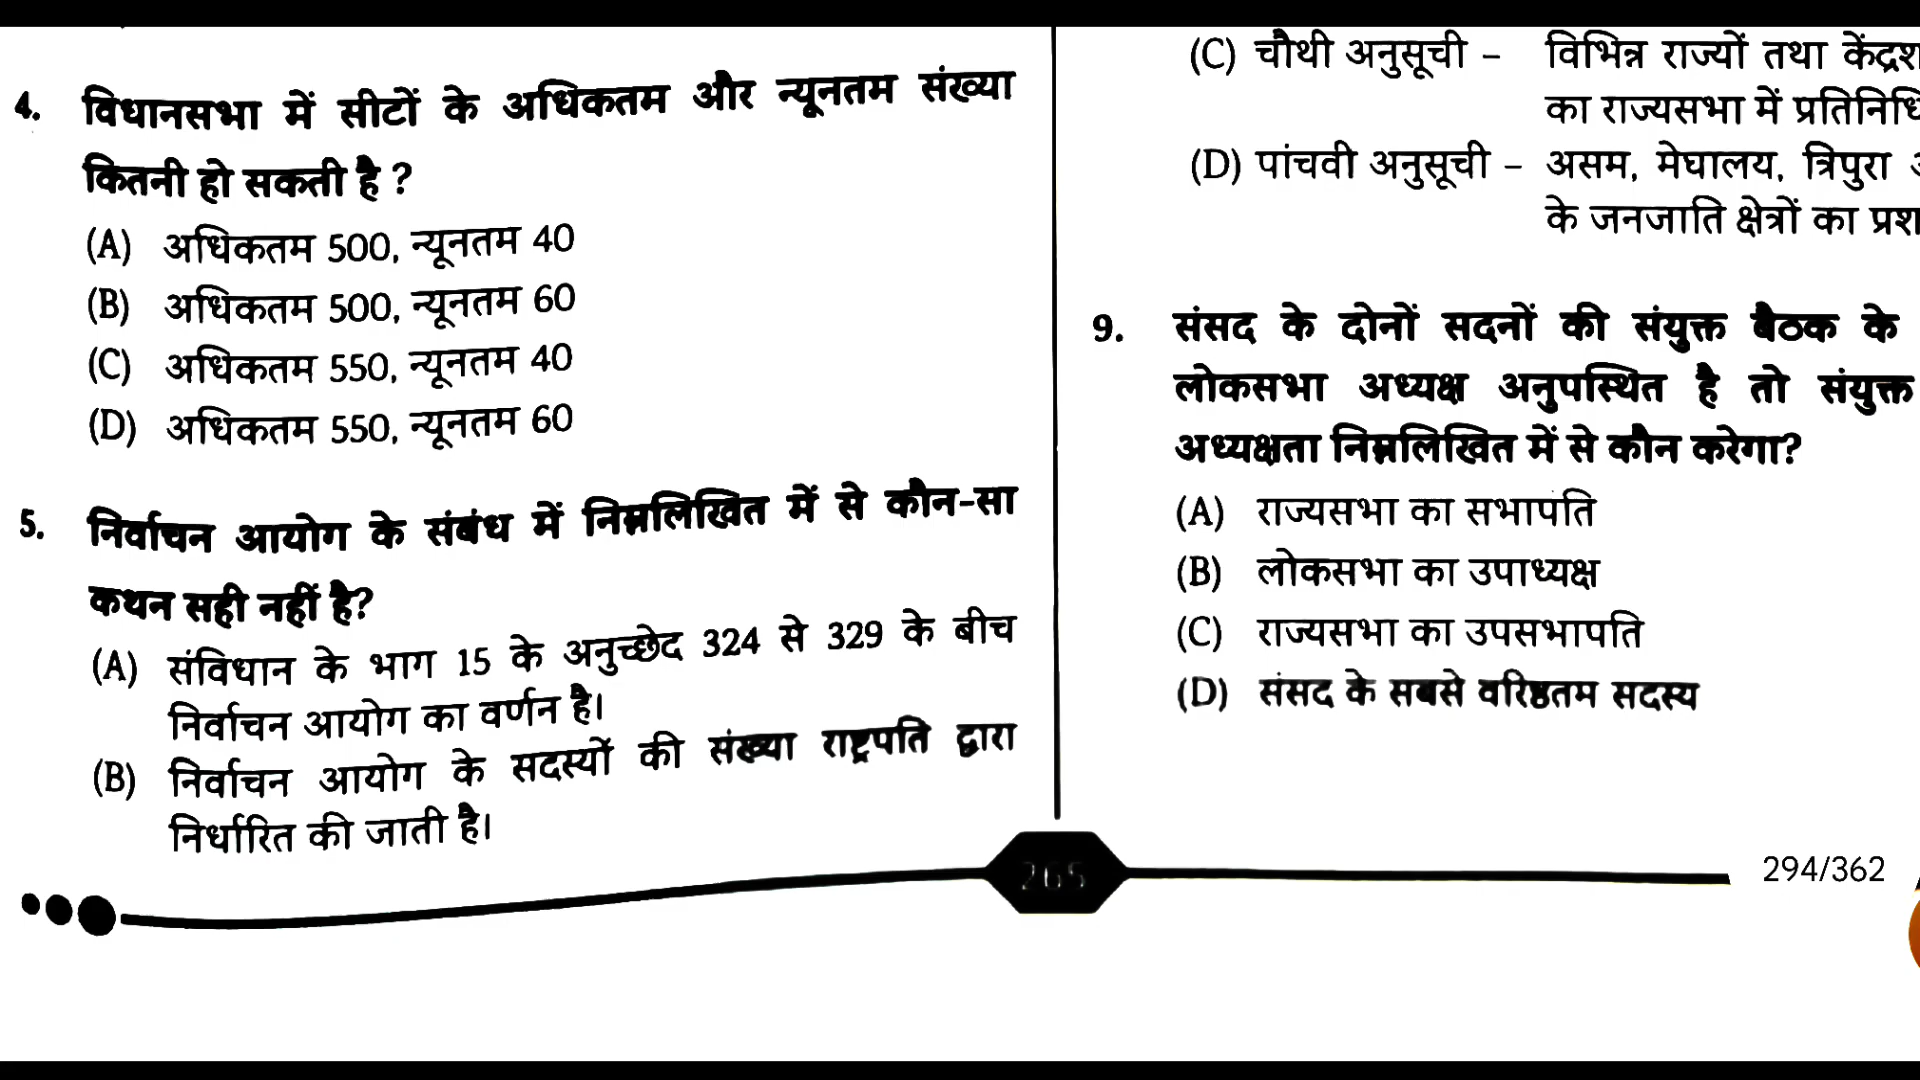 4. विधानसभा में सीटों के अधिकतम और न्यूनतम संख्या
कितनी हो सकती है ?
(A) अधिकतम 500, न्यूनतम 40
(B) अधिकतम 500, न्यूनतम 60
(C) अधिकतम 550, न्यूनतम 40
(D) अधिकतम 550, न्यूनतम 60
5. निर्वाचन आयोग के संबंध में निम्नलिखित में से कौन-सा
कथन सही नहीं है?
(A) संविधान के भाग 15 के अनुच्छेद 324 से 329 के बीच
निर्वाचन आयोग का वर्णन है।
(B) निर्वाचन आयोग के सदस्यों की संख्या राष्ट्रपति द्वारा
निर्धारित की जाती है।
(C) चौथी अनुसूची – विभिन्न राज्यों तथा
का राज्यसभा में
(D) पांचवी अनुसूची – असम, मेघालय, त्रिपुरा
के जनजाति क्षेत्रों का
9. संसद के दोनों सदनों की संयुक्त बैठक के
लोकसभा अध्यक्ष अनुपस्थित है तो संयुक्त
अध्यक्षता निम्नलिखित में से कौन करेगा?
(A) राज्यसभा का सभापति
(B) लोकसभा का उपाध्यक्ष
(C) राज्यसभा का उपसभापति
(D) संसद के सबसे वरिष्ठतम सदस्य
265
294/362